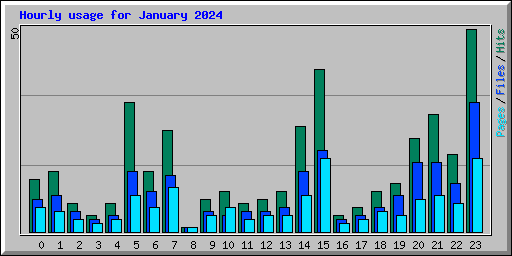 Hourly usage for January 2024
50
Pages/Files/Hits
0 1 2 3 4 5 6 7 8 9 10 11 12 13 14 15 16 17 18 19 20 21 22 23